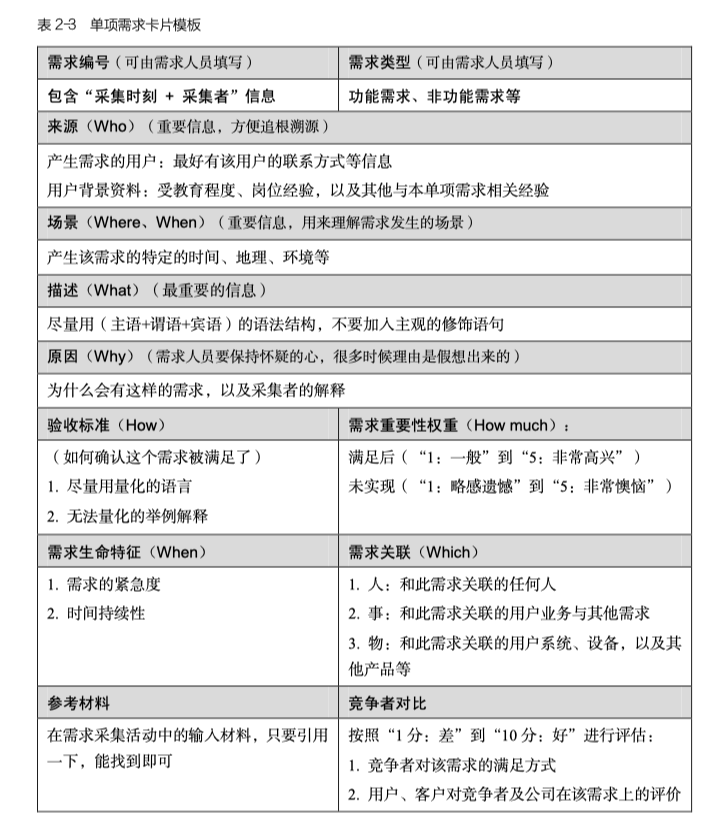 表 2-3　单项需求卡片模板
需求编号（可由需求人员填写）
需求类型（可由需求人员填写）
包含“采集时刻 + 采集者”信息
功能需求、非功能需求等
来源（Who）（重要信息，方便追根溯源）
产生需求的用户：最好有该用户的联系方式等信息
用户背景资料：受教育程度、岗位经验，以及其他与本单项需求相关经验
场景（Where、When）（重要信息，用来理解需求发生的场景）
产生该需求的特定的时间、地理、环境等
描述（What）（最重要的信息）
尽量用（主语+谓语+宾语）的语法结构，不要加入主观的修饰语句
原因（Why）（需求人员要保持怀疑的心，很多时候理由是假想出来的）
为什么会有这样的需求，以及采集者的解释
验收标准（How）
（如何确认这个需求被满足了）
1. 尽量用量化的语言
2. 无法量化的举例解释
需求重要性权重（How much）：
满足后（“1：一般”到“5：非常高兴”）
未实现（“1：略感遗憾”到“5：非常懊恼”）
需求生命特征（When）
1. 需求的紧急度
2. 时间持续性
需求关联（Which）
1. 人：和此需求关联的任何人
2. 事：和此需求关联的用户业务与其他需求
3. 物：和此需求关联的用户系统、设备，以及其
他产品等
参考材料
在需求采集活动中的输入材料，只要引用
一下，能找到即可
竞争者对比
按照“1 分：差”到“10 分：好”进行评估：
1. 竞争者对该需求的满足方式
2. 用户、客户对竞争者及公司在该需求上的评价